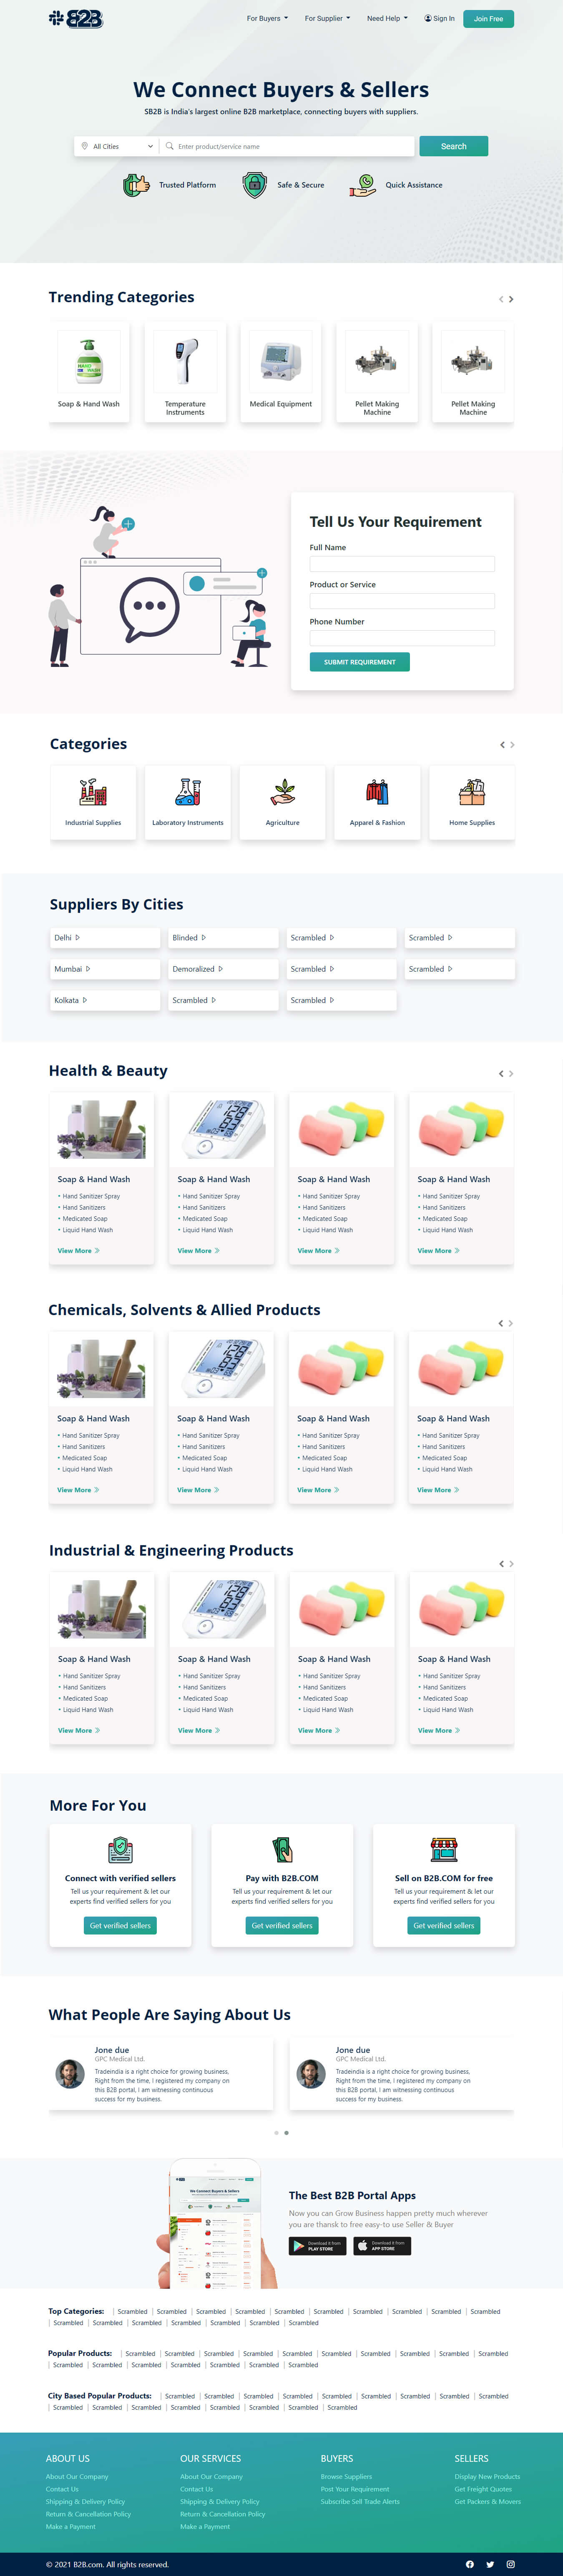 B2B
For Buyers
For Supplier
Need Help
Sign In
Join Free
We Connect Buyers & Sellers
SB2B is India's largest online B2B marketplace, connecting buyers with suppliers.
All Cities
Enter product/service name
Search
Trusted Platform
Safe & Secure
Quick Assistance
Trending Categories
Soap & Hand Wash
Temperature
Instruments
Medical Equipment
Pellet Making
Machine
Pellet Making
Machine
Tell Us Your Requirement
Full Name
Product or Service
Phone Number
SUBMIT REQUIREMENT
Categories
Industrial Supplies
Laboratory Instruments
Agriculture
Apparel & Fashion
Home Supplies
Suppliers By Cities
Delhi
Blinded
Scrambled
Scrambled
Mumbai
Demoralized
Scrambled
Scrambled
Kolkata
Scrambled
Scrambled
Health & Beauty
Soap & Hand Wash
• Hand Sanitizer Spray
• Hand Sanitizers
• Medicated Soap
• Liquid Hand Wash
View More
Soap & Hand Wash
• Hand Sanitizer Spray
• Hand Sanitizers
• Medicated Soap
• Liquid Hand Wash
View More
Soap & Hand Wash
• Hand Sanitizer Spray
• Hand Sanitizers
• Medicated Soap
• Liquid Hand Wash
View More
Soap & Hand Wash
• Hand Sanitizer Spray
• Hand Sanitizers
• Medicated Soap
• Liquid Hand Wash
View More
Chemicals, Solvents & Allied Products
Soap & Hand Wash
• Hand Sanitizer Spray
• Hand Sanitizers
• Medicated Soap
• Liquid Hand Wash
View More
Soap & Hand Wash
• Hand Sanitizer Spray
• Hand Sanitizers
• Medicated Soap
• Liquid Hand Wash
View More
Soap & Hand Wash
• Hand Sanitizer Spray
• Hand Sanitizers
• Medicated Soap
• Liquid Hand Wash
View More
Soap & Hand Wash
• Hand Sanitizer Spray
• Hand Sanitizers
• Medicated Soap
• Liquid Hand Wash
View More
Industrial & Engineering Products
Soap & Hand Wash
• Hand Sanitizer Spray
• Hand Sanitizers
• Medicated Soap
• Liquid Hand Wash
View More
Soap & Hand Wash
• Hand Sanitizer Spray
• Hand Sanitizers
• Medicated Soap
• Liquid Hand Wash
View More
Soap & Hand Wash
• Hand Sanitizer Spray
• Hand Sanitizers
• Medicated Soap
• Liquid Hand Wash
View More
Soap & Hand Wash
• Hand Sanitizer Spray
• Hand Sanitizers
• Medicated Soap
• Liquid Hand Wash
View More
More For You
Connect with verified sellers
Tell us your requirement & let our
experts find verified sellers for you
Get verified sellers
Pay with B2B.COM
Tell us your requirement & let our
experts find verified sellers for you
Get verified sellers
Sell on B2B.COM for free
Tell us your requirement & let our
experts find verified sellers for you
Get verified sellers
What People Are Saying About Us
Jone due
GPC Medical Ltd.
Tradeindia is a right choice for growing business,
Right from the time, I registered my company on
this B2B portal, I am witnessing continuous
success for my business.
Jone due
GPC Medical Ltd.
Tradeindia is a right choice for growing business,
Right from the time, I registered my company on
this B2B portal, I am witnessing continuous
success for my business.
We Connect Buyers & Sellers
The Best B2B Portal Apps
Now you can Grow Business happen pretty much wherever
you are thansk to free easy-to use Seller & Buyer
Download it from
PLAY STORE
Download it from
APP STORE
Top Categories: | Scrambled | Scrambled | Scrambled | Scrambled | Scrambled | Scrambled | Scrambled | Scrambled | Scrambled | Scrambled
| Scrambled | Scrambled | Scrambled | Scrambled | Scrambled | Scrambled | Scrambled
Popular Products: | Scrambled | Scrambled | Scrambled | Scrambled | Scrambled | Scrambled | Scrambled | Scrambled | Scrambled | Scrambled
| Scrambled | Scrambled | Scrambled | Scrambled | Scrambled | Scrambled | Scrambled
City Based Popular Products: | Scrambled | Scrambled | Scrambled | Scrambled | Scrambled | Scrambled | Scrambled | Scrambled | Scrambled
| Scrambled | Scrambled | Scrambled | Scrambled | Scrambled | Scrambled | Scrambled | Scrambled
ABOUT US
About Our Company
Contact Us
Shipping & Delivery Policy
Return & Cancellation Policy
Make a Payment
OUR SERVICES
About Our Company
Contact Us
Shipping & Delivery Policy
Return & Cancellation Policy
Make a Payment
BUYERS
Browse Suppliers
Post Your Requirement
Subscribe Sell Trade Alerts
SELLERS
Display New Products
Get Freight Quotes
Get Packers & Movers
© 2021 B2B.com. All rights reserved.